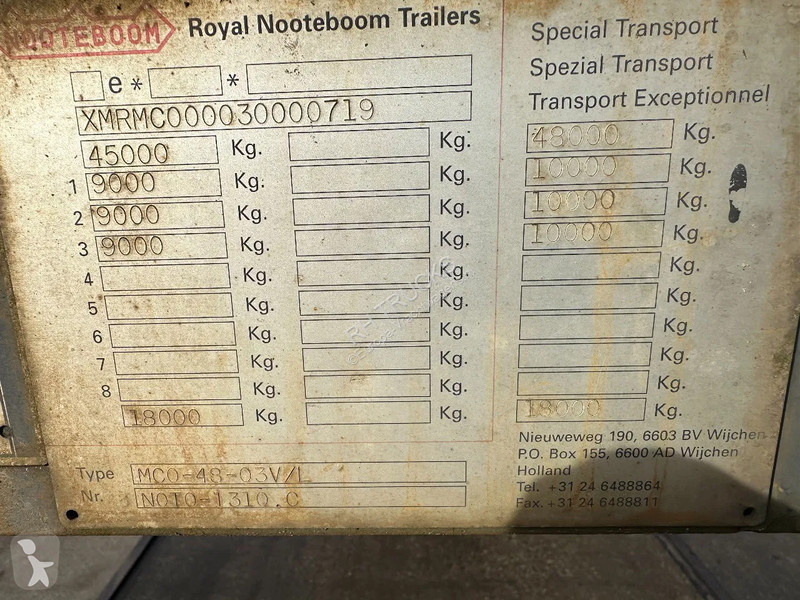 NOOTEBOOM
Royal Nooteboom Trailers
Special Transport
Spezial Transport
Transport Exceptionnel
e* *
XMRMC000030000719
45000 Kg. Kg. 48000 Kg.
1 9000 Kg. Kg. 10000 Kg.
2 9000 Kg. Kg. 10000 Kg.
3 9000 Kg. Kg. 10000 Kg.
4 Kg. Kg. Kg.
5 Kg. Kg. Kg.
6 Kg. Kg. Kg.
7 Kg. Kg. Kg.
8 Kg. Kg. Kg.
18000 Kg. Kg. 18000 Kg.
Nieuweweg 190, 6603 BV Wijchen
P.O. Box 155, 6600 AD Wijchen
Holland
Tel. +31 24 6488864
Fax. +31 24 6488811
Type MCO-48-03V/L
Nr. NOTO-1310.C